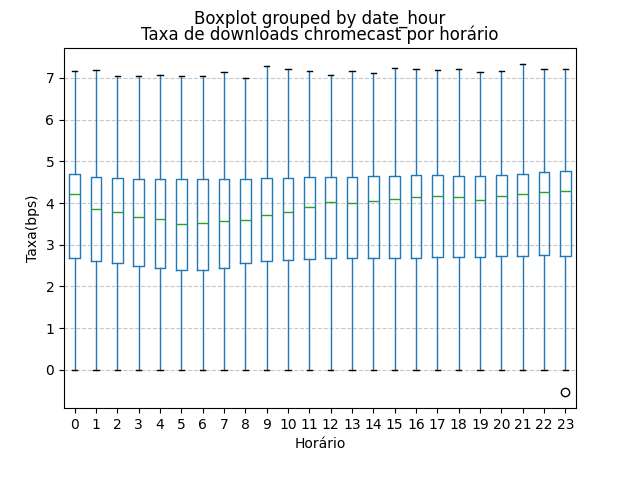 Boxplot grouped by date_hour
Taxa de downloads chromecast por horário
Taxa(bps)
7
6
5
4
3
2
1
0
0 1 2 3 4 5 6 7 8 9 10 11 12 13 14 15 16 17 18 19 20 21 22 23
Horário